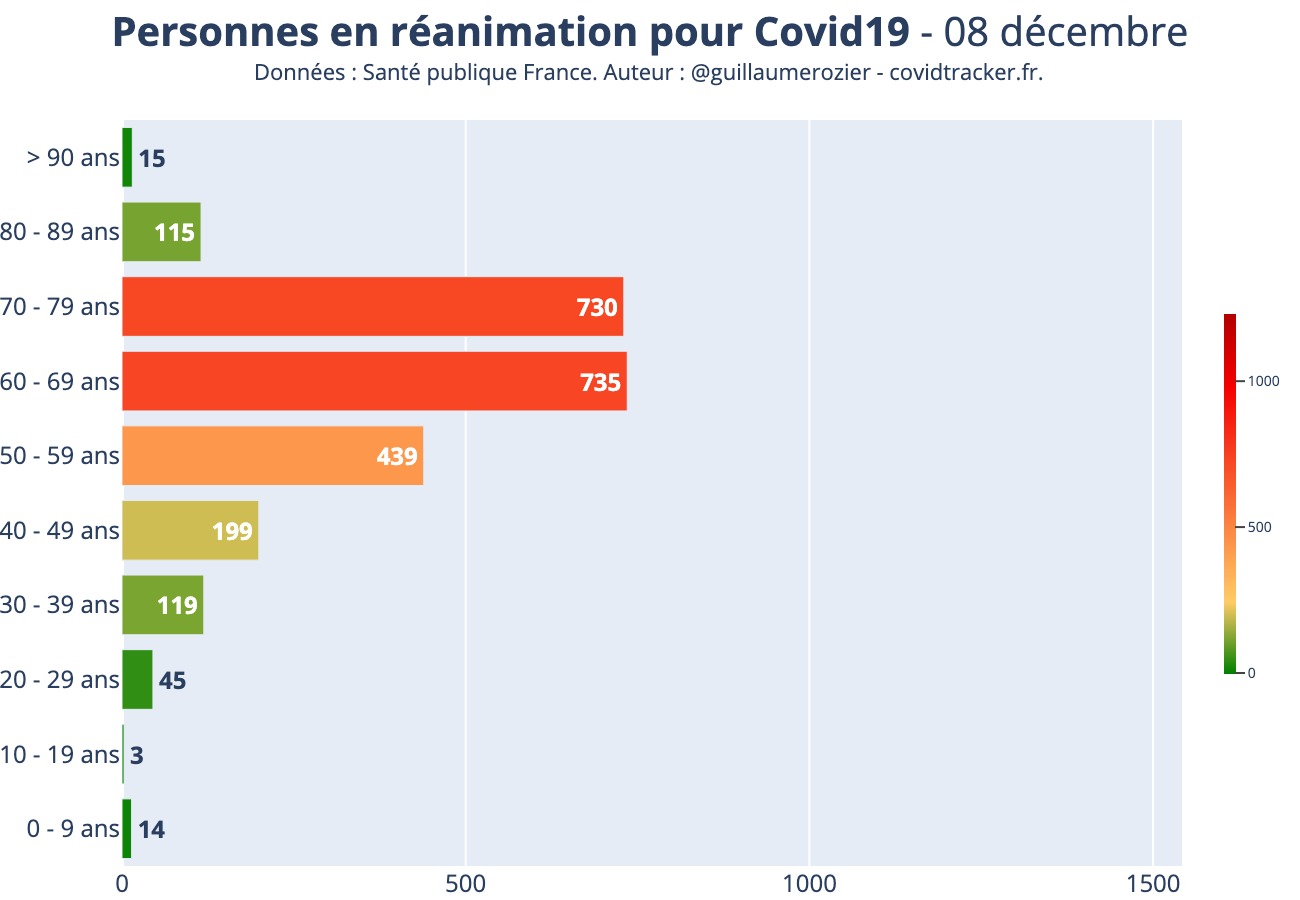 Personnes en réanimation pour Covid19 - 08 décembre
Données : Santé publique France. Auteur : @guillaumerozier - covidtracker.fr.
> 90 ans 15
80 - 89 ans 115
70 - 79 ans 730
60 - 69 ans 735
50 - 59 ans 439
40 - 49 ans 199
30 - 39 ans 119
20 - 29 ans 45
10 - 19 ans 3
0 - 9 ans 14
0 500 1000 1500
1000
500
0